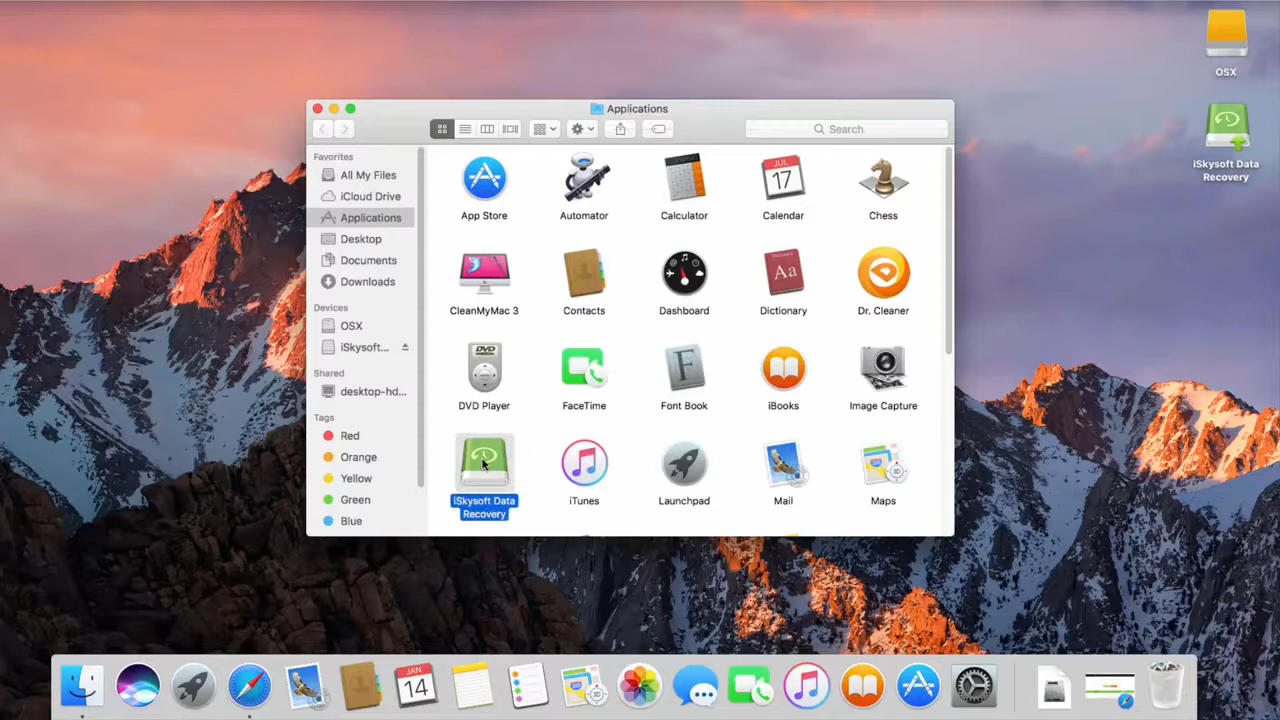 OSX
iSkysoft Data
Recovery
Applications
Search
Favorites
All My Files
iCloud Drive
Applications
Desktop
Documents
Downloads
Devices
OSX
iSkysoft...
Shared
desktop-hd...
Tags
Red
Orange
Yellow
Green
Blue
JUL
17
App Store
Automator
Calculator
Calendar
Chess
Aa
CleanMyMac 3
Contacts
Dashboard
Dictionary
Dr. Cleaner
DVD
F
DVD Player
FaceTime
Font Book
iBooks
Image Capture
3D
iSkysoft Data
Recovery
iTunes
Launchpad
Mail
Maps
JAN
14
3D